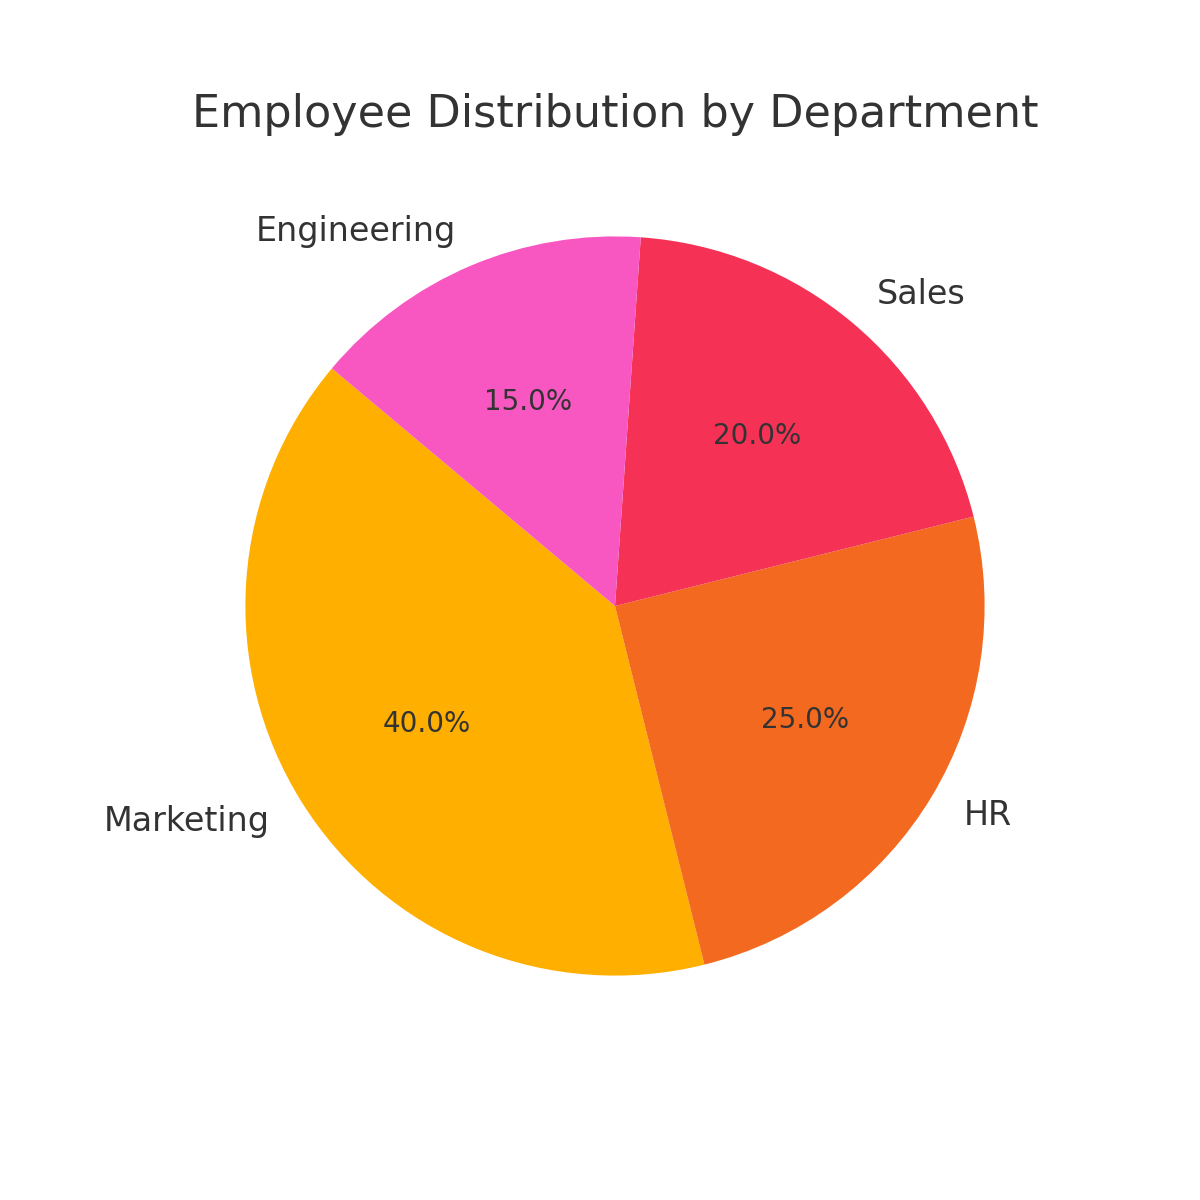 Employee Distribution by Department
Engineering
Sales
15.0%
20.0%
40.0%
25.0%
Marketing
HR